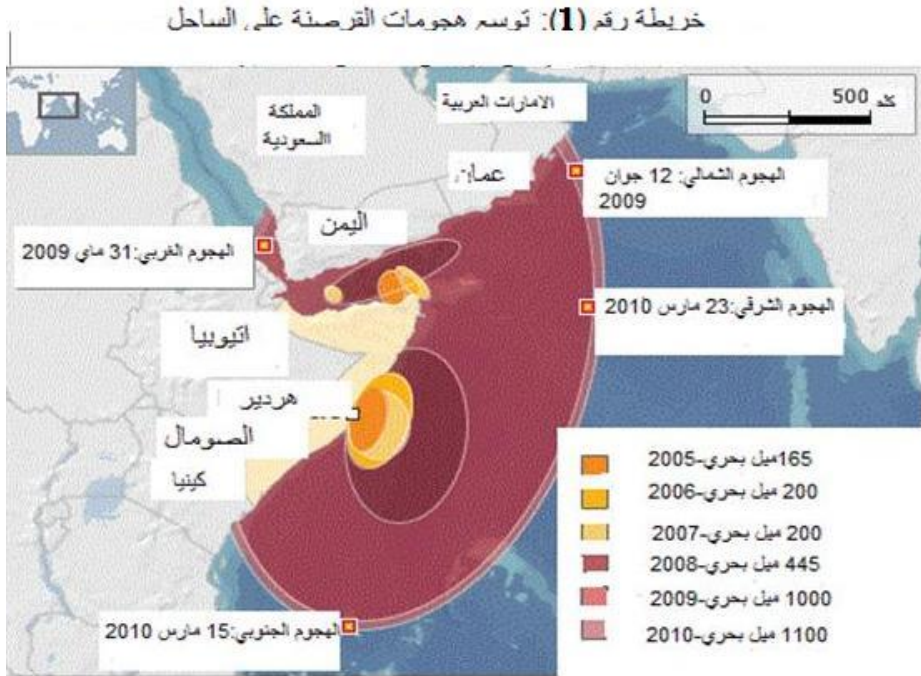 خريطة رقم (1): توسع هجومات القرصنة على الساحل
0 500 كلم
الامارات العربية
المملكة
السعودية
عمان
الهجوم الشمالي: 12 جوان
2009
اليمن
الهجوم الغربي:31 ماي 2009
الهجوم الشرقي:23 مارس 2010
اتيوبيا
هردير
الصومال
كينيا
165ميل بحري-2005
200 ميل بحري-2006
200 ميل بحري-2007
445 ميل بحري-2008
1000 ميل بحري-2009
1100 ميل بحري-2010
الهجوم الجنوبي:15 مارس 2010